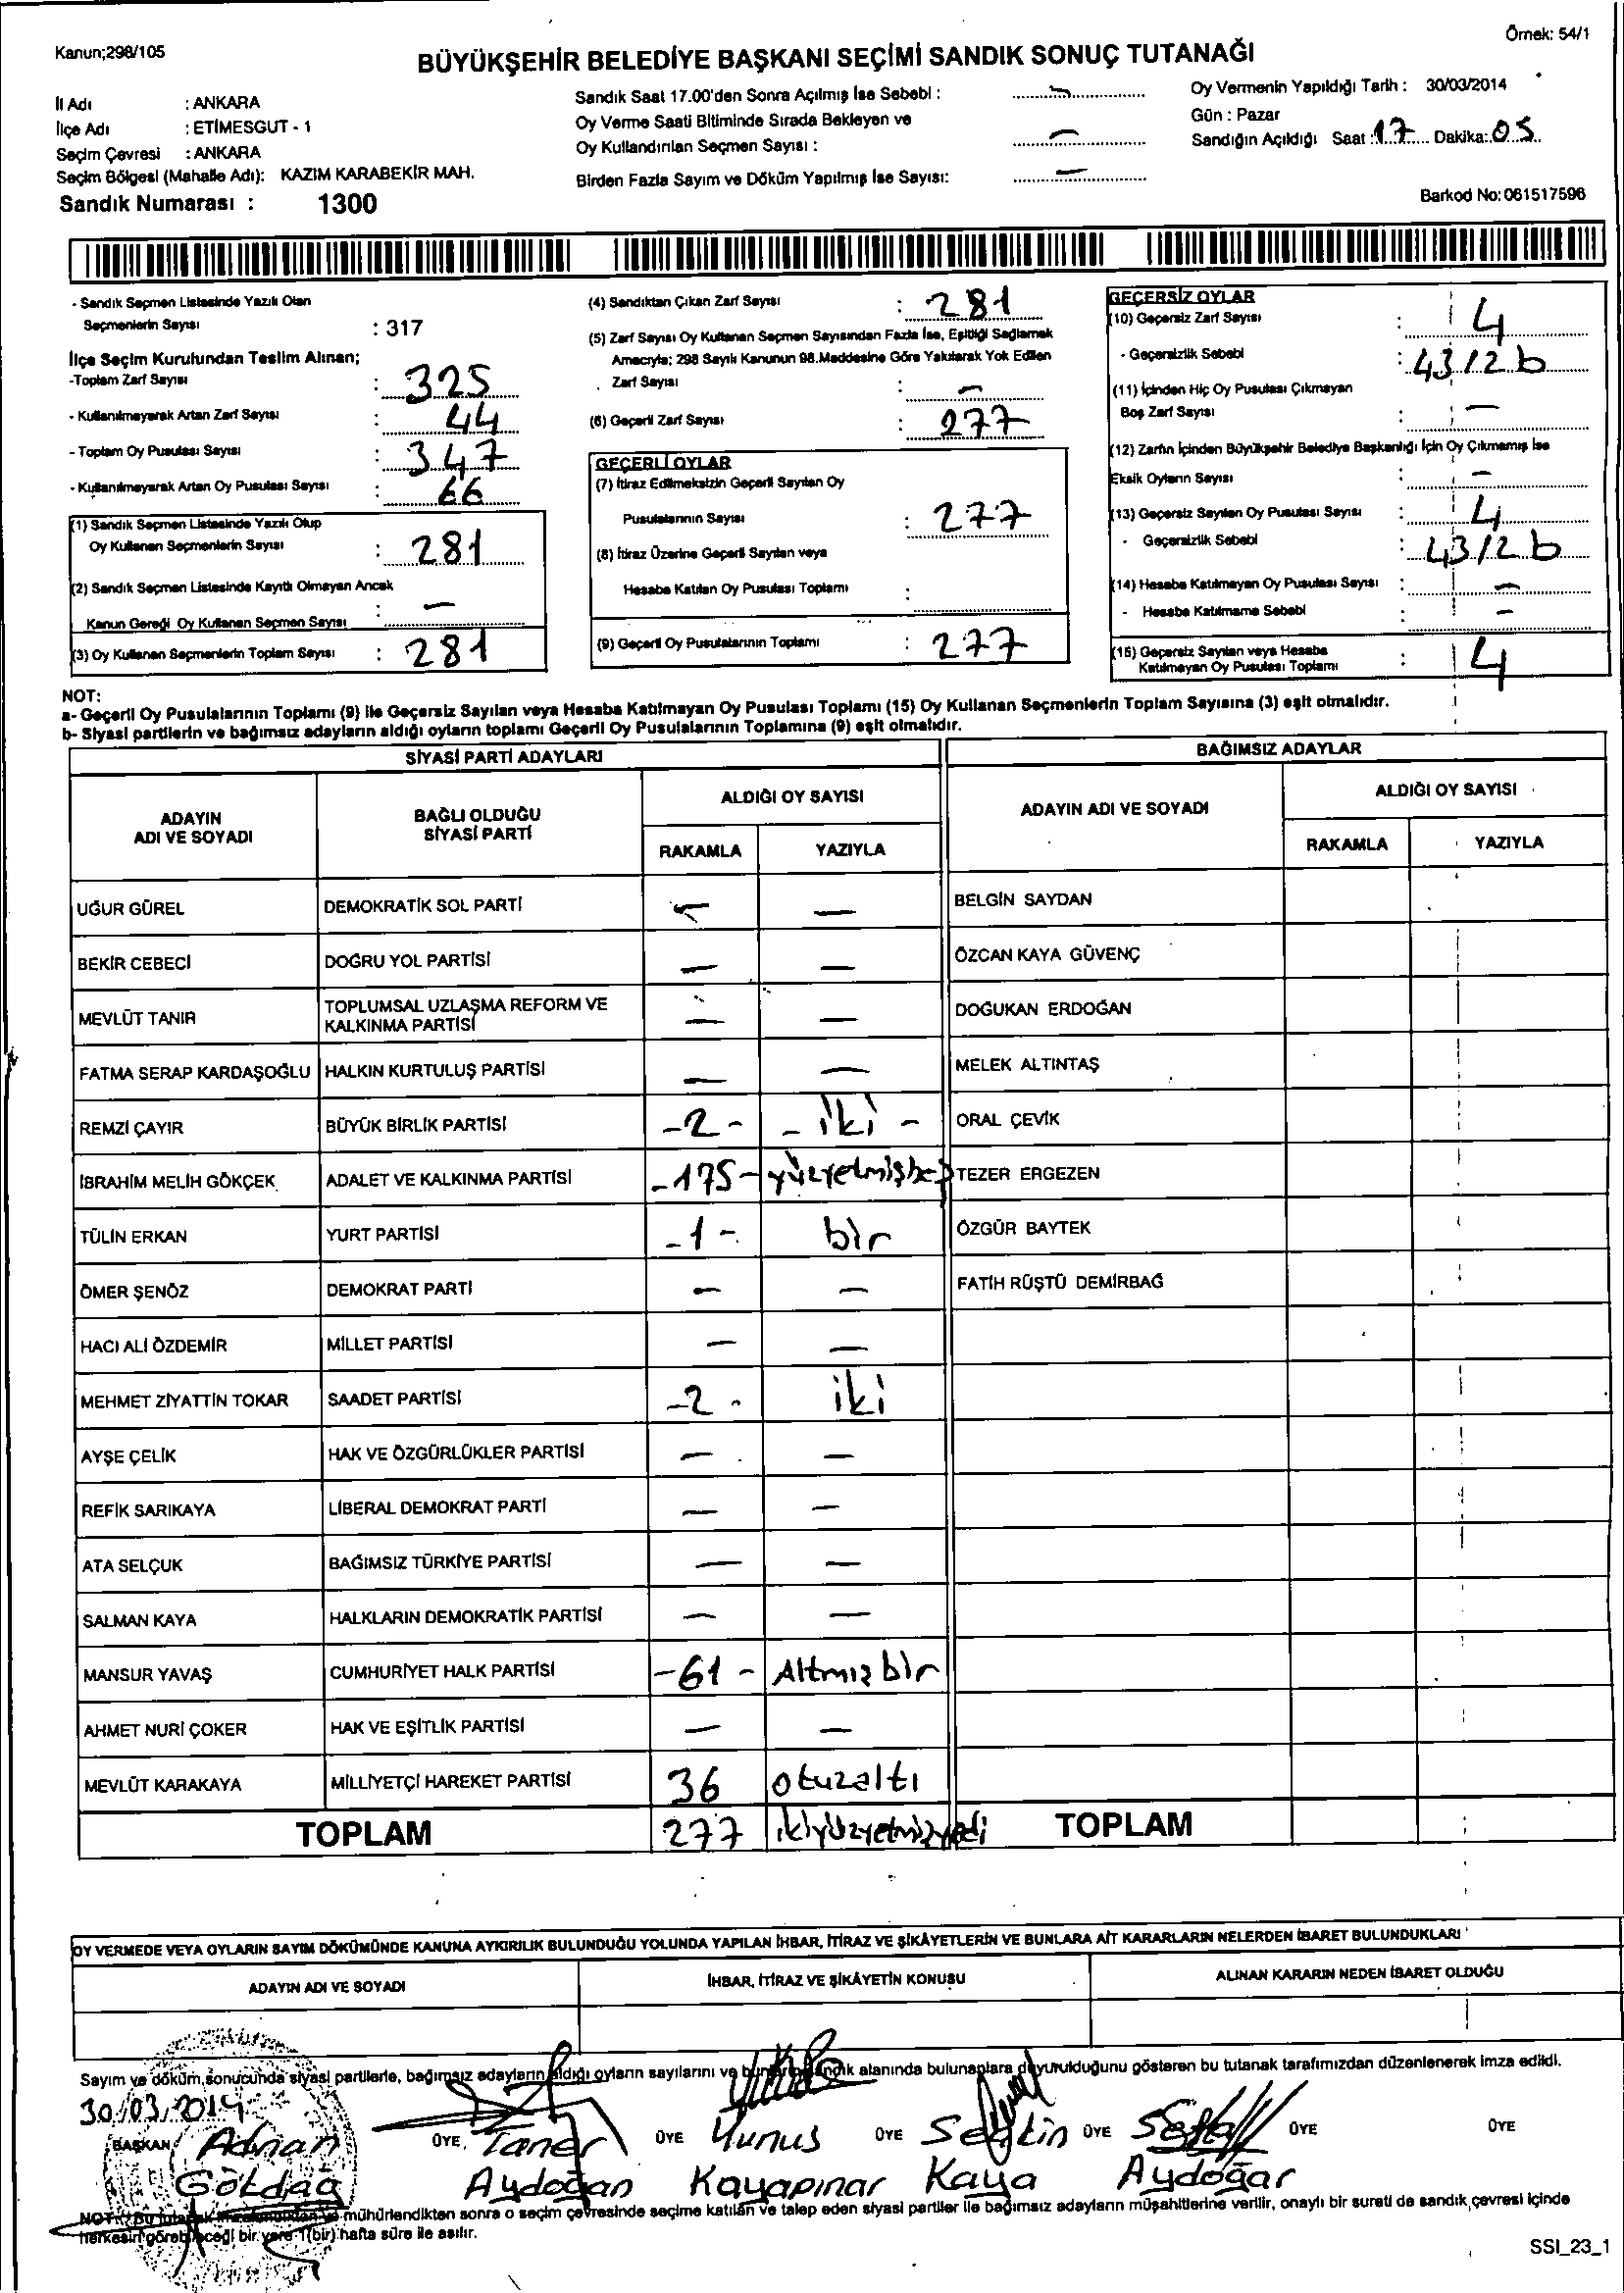 Kanun;298/105
Örnek: 54/1
BÜYÜKŞEHİR BELEDİYE BAŞKANI SEÇİMİ SANDIK SONUÇ TUTANAĞI
İl Adı : ANKARA
İlçe Adı : ETİMESGUT - 1
Seçim Çevresi : ANKARA
Seçim Bölgesi (Mahalle Adı): KAZIM KARABEKİR MAH.
Sandık Numarası : 1300
Sandık Saat 17.00'den Sonra Açılmış İse Sebebi : -
Oy Verme Saati Bitiminde Sırada Bekleyen ve
Oy Kullandırılan Seçmen Sayısı : -
Birden Fazla Sayım ve Döküm Yapılmış İse Sayısı: -
Oy Vermenin Yapıldığı Tarih : 30/03/2014
Gün : Pazar
Sandığın Açıldığı Saat : 17 Dakika: 05
Barkod No: 061517596
- Sandık Seçmen Listesinde Yazılı Olan
Seçmenlerin Sayısı : 317
İlçe Seçim Kurulundan Teslim Alınan;
-Toplam Zarf Sayısı : 325
- Kullanılmayarak Artan Zarf Sayısı : 44
- Toplam Oy Pusulası Sayısı : 347
- Kullanılmayarak Artan Oy Pusulası Sayısı : 66
(1) Sandık Seçmen Listesinde Yazılı Olup
Oy Kullanan Seçmenlerin Sayısı : 281
(2) Sandık Seçmen Listesinde Kayıtlı Olmayan Ancak
Kanun Gereği Oy Kullanan Seçmen Sayısı : -
(3) Oy Kullanan Seçmenlerin Toplam Sayısı : 281
(4) Sandıktan Çıkan Zarf Sayısı : 281
(5) Zarf Sayısı Oy Kullanan Seçmen Sayısından Fazla İse, Eşitliği Sağlamak
Amacıyla; 298 Sayılı Kanunun 98.Maddesine Göre Yakılarak Yok Edilen
Zarf Sayısı : -
(6) Geçerli Zarf Sayısı : 277
GEÇERLİ OYLAR
(7) İtiraz Edilmeksizin Geçerli Sayılan Oy
Pusulalarının Sayısı : 277
(8) İtiraz Üzerine Geçerli Sayılan veya
Hesaba Katılan Oy Pusulası Toplamı :
(9) Geçerli Oy Pusulalarının Toplamı : 277
GEÇERSİZ OYLAR
(10) Geçersiz Zarf Sayısı : 4
- Geçersizlik Sebebi : 43/2 b
(11) İçinden Hiç Oy Pusulası Çıkmayan
Boş Zarf Sayısı : -
(12) Zarfın İçinden Büyükşehir Belediye Başkanlığı İçin Oy Çıkmamış İse
Eksik Oyların Sayısı : -
(13) Geçersiz Sayılan Oy Pusulası Sayısı : 4
- Geçersizlik Sebebi : 43/2 b
(14) Hesaba Katılmayan Oy Pusulası Sayısı : -
- Hesaba Katılmama Sebebi : -
(15) Geçersiz Sayılan veya Hesaba
Katılmayan Oy Pusulası Toplamı : 4
NOT:
a- Geçerli Oy Pusulalarının Toplamı (9) ile Geçersiz Sayılan veya Hesaba Katılmayan Oy Pusulası Toplamı (15) Oy Kullanan Seçmenlerin Toplam Sayısına (3) eşit olmalıdır.
b- Siyasi partilerin ve bağımsız adayların aldığı oyların toplamı Geçerli Oy Pusulalarının Toplamına (9) eşit olmalıdır.
SİYASİ PARTİ ADAYLARI
ADAYIN ADI VE SOYADI BAĞLI OLDUĞU SİYASİ PARTİ ALDIĞI OY SAYISI
RAKAMLA YAZIYLA
UĞUR GÜREL DEMOKRATİK SOL PARTİ - -
BEKİR CEBECİ DOĞRU YOL PARTİSİ - -
MEVLÜT TANIR TOPLUMSAL UZLAŞMA REFORM VE KALKINMA PARTİSİ - -
FATMA SERAP KARDAŞOĞLU HALKIN KURTULUŞ PARTİSİ - -
REMZİ ÇAYIR BÜYÜK BİRLİK PARTİSİ -2- - iki -
İBRAHİM MELİH GÖKÇEK ADALET VE KALKINMA PARTİSİ -175- yüzyetmişbeş
TÜLİN ERKAN YURT PARTİSİ -1- bir
ÖMER ŞENÖZ DEMOKRAT PARTİ - -
HACI ALİ ÖZDEMİR MİLLET PARTİSİ - -
MEHMET ZİYATTİN TOKAR SAADET PARTİSİ -2- iki
AYŞE ÇELİK HAK VE ÖZGÜRLÜKLER PARTİSİ - -
REFİK SARIKAYA LİBERAL DEMOKRAT PARTİ - -
ATA SELÇUK BAĞIMSIZ TÜRKİYE PARTİSİ - -
SALMAN KAYA HALKLARIN DEMOKRATİK PARTİSİ - -
MANSUR YAVAŞ CUMHURİYET HALK PARTİSİ -61- Altmış bir
AHMET NURİ ÇOKER HAK VE EŞİTLİK PARTİSİ - -
MEVLÜT KARAKAYA MİLLİYETÇİ HAREKET PARTİSİ 36 otuzaltı
TOPLAM 277 ikiyüzyetmişyedi
BAĞIMSIZ ADAYLAR
ADAYIN ADI VE SOYADI ALDIĞI OY SAYISI
RAKAMLA YAZIYLA
BELGİN SAYDAN
ÖZCAN KAYA GÜVENÇ
DOĞUKAN ERDOĞAN
MELEK ALTINTAŞ
ORAL ÇEVİK
TEZER ERGEZEN
ÖZGÜR BAYTEK
FATİH RÜŞTÜ DEMİRBAĞ
TOPLAM
OY VERMEDE VEYA OYLARIN SAYIM DÖKÜMÜNDE KANUNA AYKIRILIK BULUNDUĞU YOLUNDA YAPILAN İHBAR, İTİRAZ VE ŞİKÂYETLERİN VE BUNLARA AİT KARARLARIN NELERDEN İBARET BULUNDUKLARI
ADAYIN ADI VE SOYADI İHBAR, İTİRAZ VE ŞİKÂYETİN KONUSU ALINAN KARARIN NEDEN İBARET OLDUĞU
Sayım ve döküm sonucunda siyasi partilerle, bağımsız adayların aldığı oyların sayılarını ve bunların sandık alanında bulunanlara duyurulduğunu gösteren bu tutanak tarafımızdan düzenlenerek imza edildi.
30/03/2014
BAŞKAN Adnan ÜYE Taner ÜYE Yunus ÜYE Seçkin ÜYE ÜYE ÜYE
Gökdağ Aydoğan Kayapınar Kaya Aydoğar
NOT: Bu tutanak mühürlendikten sonra o seçim çevresinde seçime katılan ve talep eden siyasi partiler ile bağımsız adayların müşahitlerine verilir, onaylı bir sureti de sandık çevresi içinde
herkesin görebileceği bir yere 1(bir) hafta süre ile asılır.
SSI_23_1